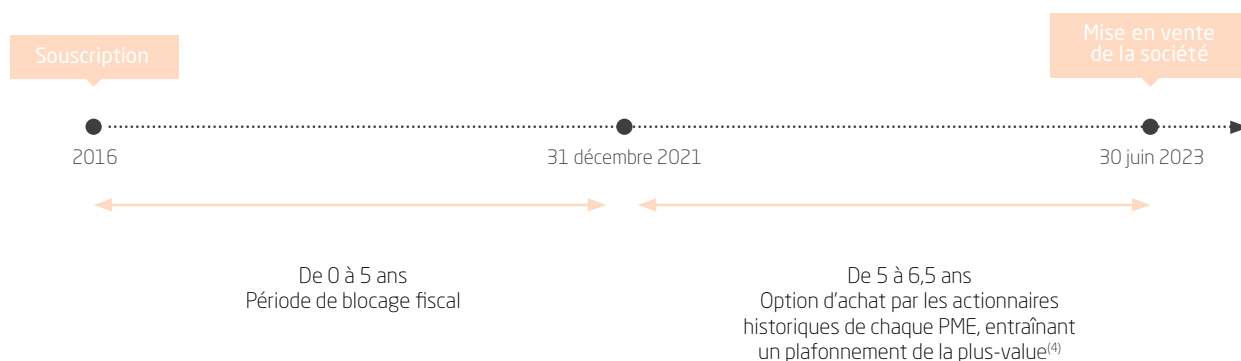 Souscription
Mise en vente
de la société
2016
31 décembre 2021
30 juin 2023
De 0 à 5 ans
Période de blocage fiscal
De 5 à 6,5 ans
Option d'achat par les actionnaires
historiques de chaque PME, entraînant
un plafonnement de la plus-value(4)